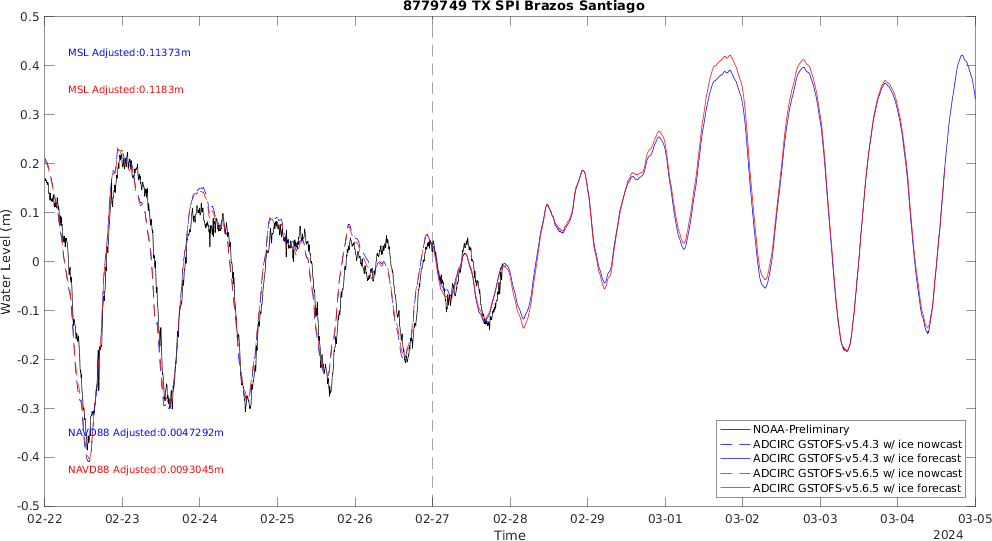 8779749 TX SPI Brazos Santiago
0.5
0.4
0.3
0.2
0.1
0
-0.1
-0.2
-0.3
-0.4
-0.5
Water Level (m)
MSL Adjusted:0.11373m
MSL Adjusted:0.1183m
NAVD88 Adjusted:0.0047292m
NAVD88 Adjusted:0.0093045m
NOAA-Preliminary
ADCIRC GSTOFS-v5.4.3 w/ ice nowcast
ADCIRC GSTOFS-v5.4.3 w/ ice forecast
ADCIRC GSTOFS-v5.6.5 w/ ice nowcast
ADCIRC GSTOFS-v5.6.5 w/ ice forecast
02-22 02-23 02-24 02-25 02-26 02-27 02-28 02-29 03-01 03-02 03-03 03-04 03-05
Time
2024